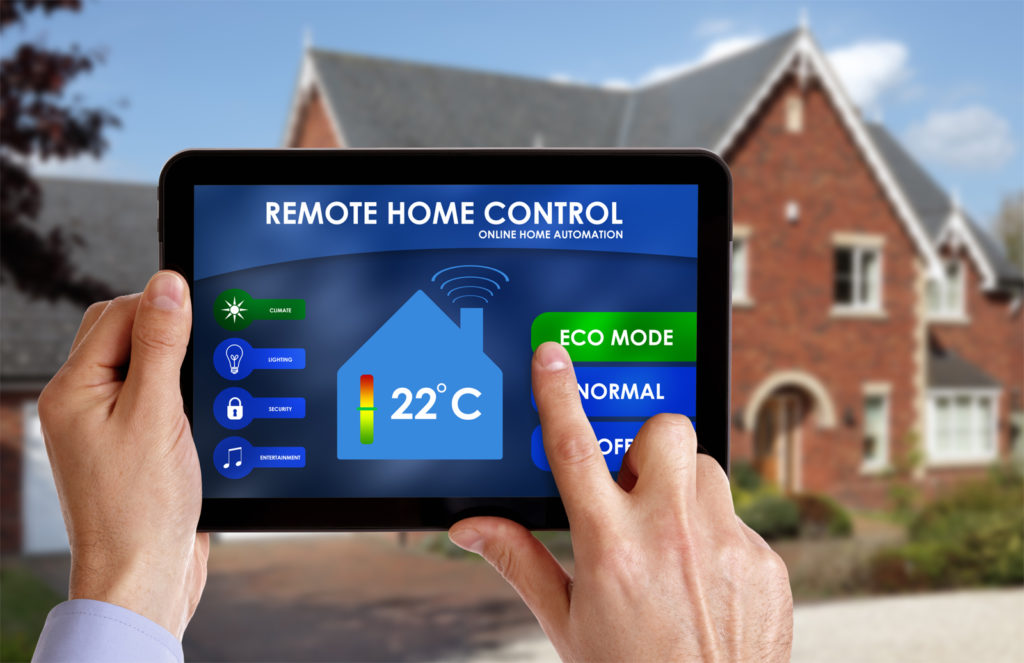 REMOTE HOME CONTROL
ONLINE HOME AUTOMATION
CLIMATE
LIGHTING
SECURITY
ENTERTAINMENT
22°C
ECO MODE
NORMAL
OFF